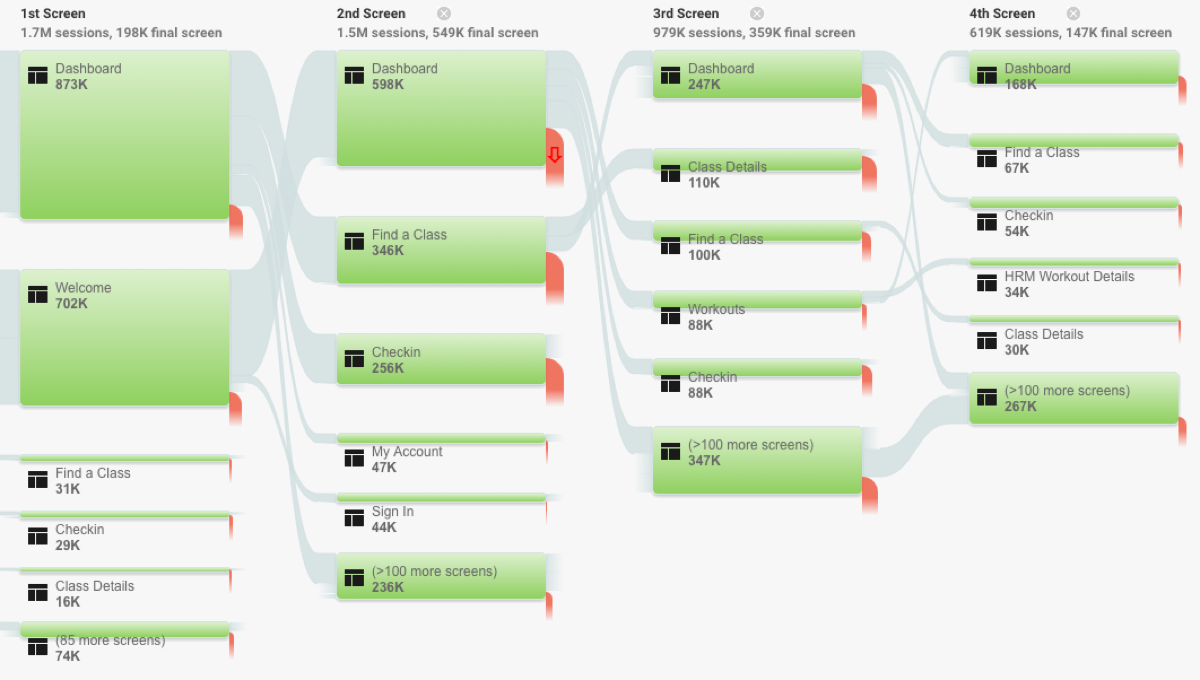 1st Screen
1.7M sessions, 198K final screen
Dashboard
873K
Welcome
702K
Find a Class
31K
Checkin
29K
Class Details
16K
(85 more screens)
74K
2nd Screen
1.5M sessions, 549K final screen
Dashboard
598K
Find a Class
346K
Checkin
256K
My Account
47K
Sign In
44K
(>100 more screens)
236K
3rd Screen
979K sessions, 359K final screen
Dashboard
247K
Class Details
110K
Find a Class
100K
Workouts
88K
Checkin
88K
(>100 more screens)
347K
4th Screen
619K sessions, 147K final screen
Dashboard
168K
Find a Class
67K
Checkin
54K
HRM Workout Details
34K
Class Details
30K
(>100 more screens)
267K